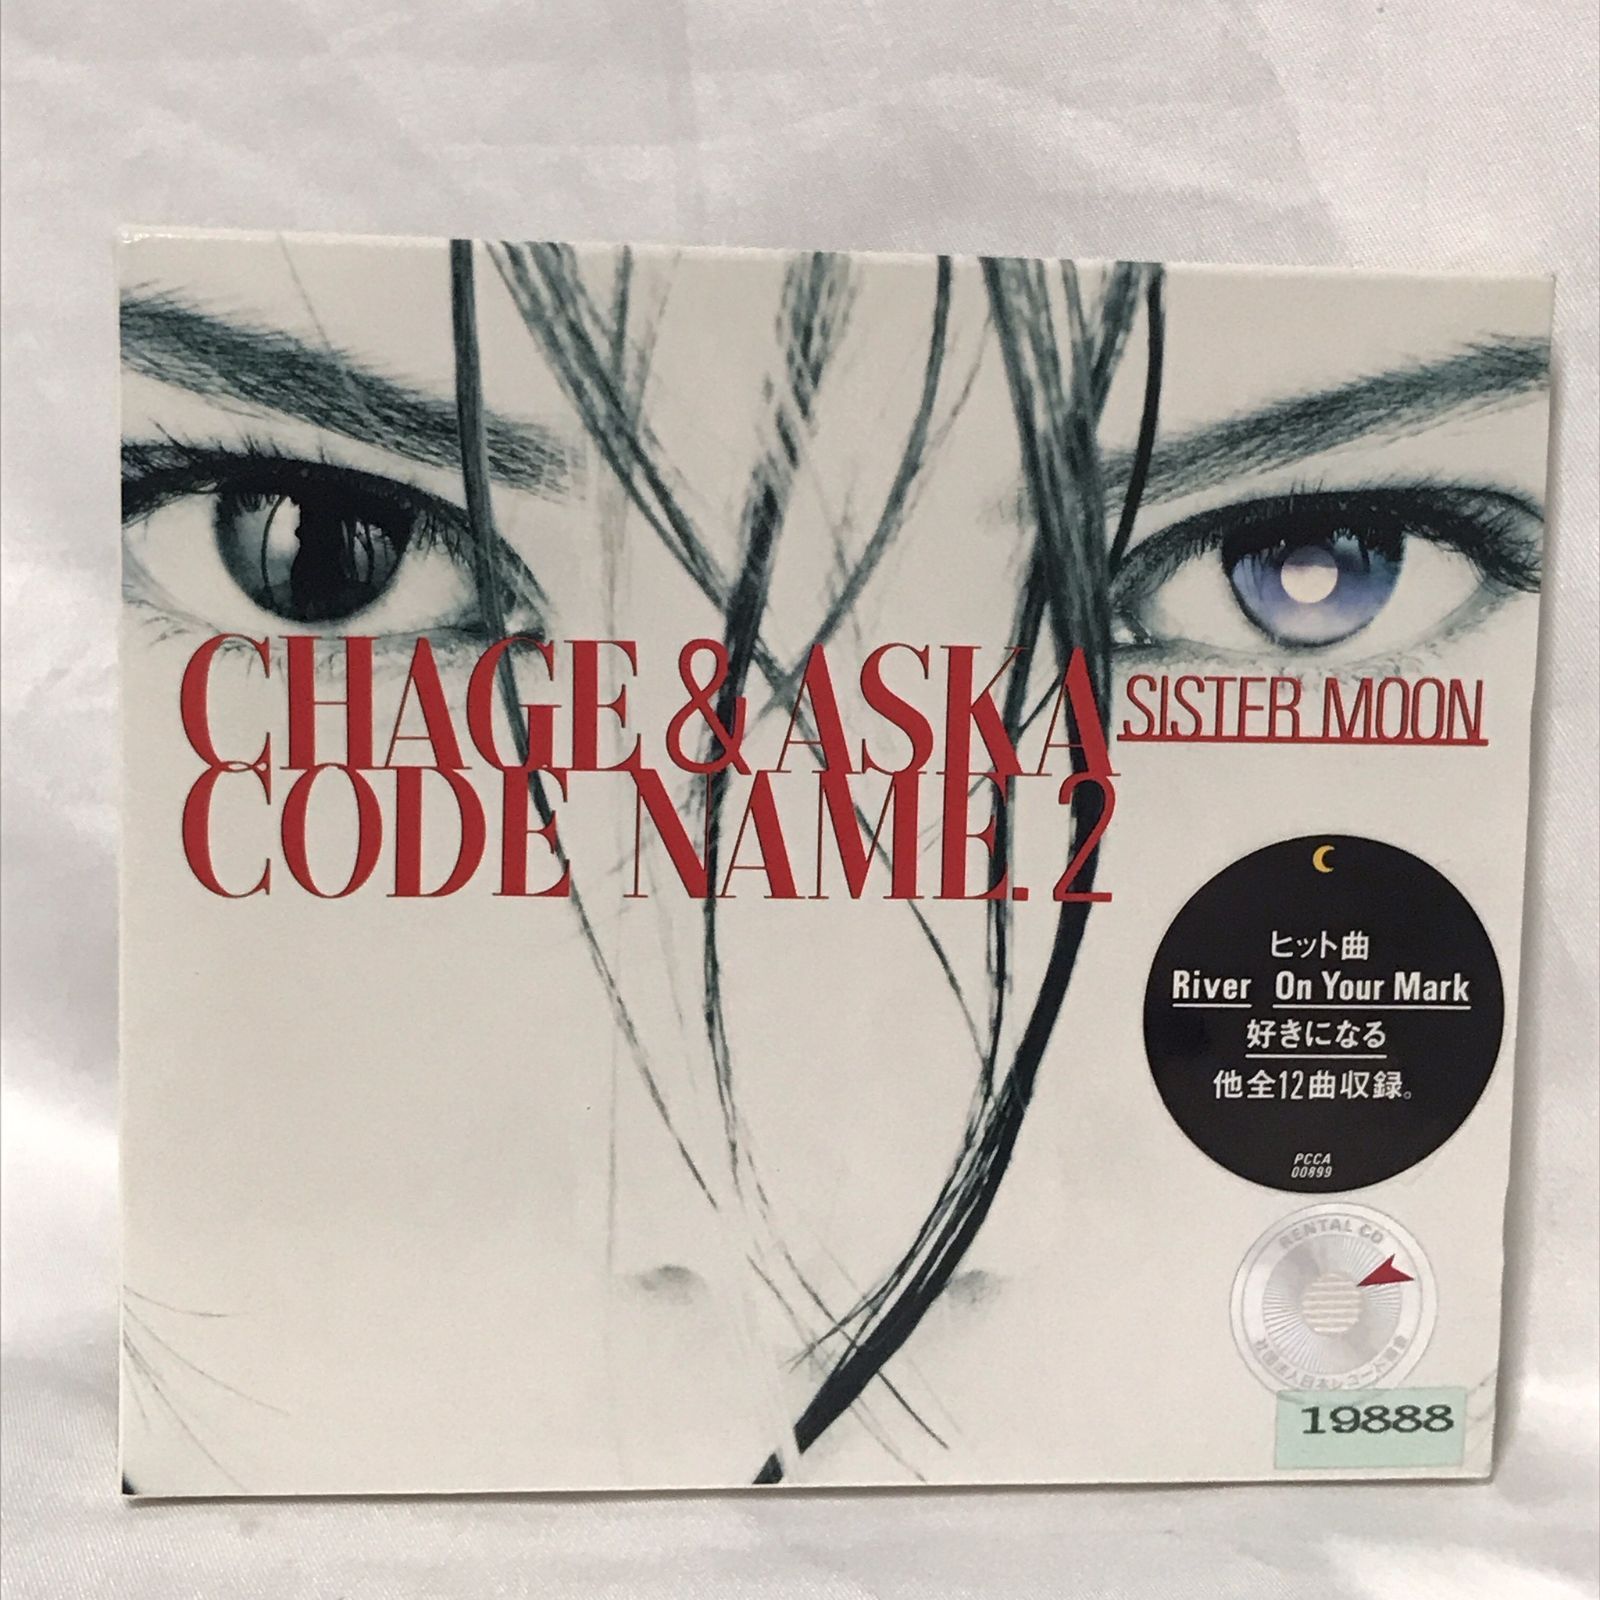 CHAGE & ASKA
CODE NAME.2
SISTER MOON
ヒット曲
River On Your Mark
好きになる
他全12曲収録。
PCCA
00899
RENTAL CD
19888